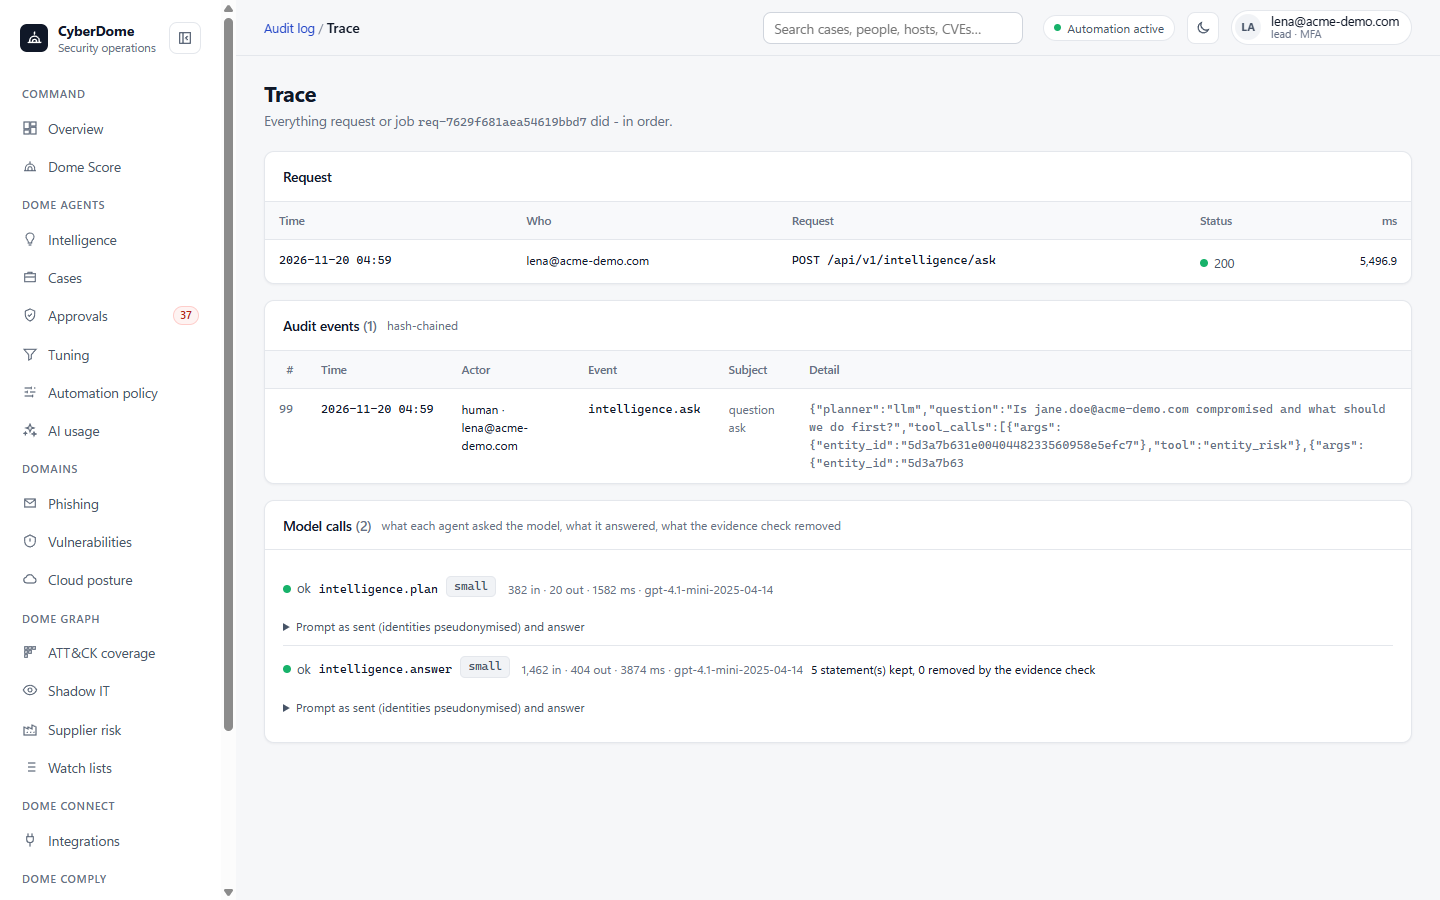 CyberDome
Security operations
COMMAND
Overview
Dome Score
DOME AGENTS
Intelligence
Cases
Approvals 37
Tuning
Automation policy
AI usage
DOMAINS
Phishing
Vulnerabilities
Cloud posture
DOME GRAPH
ATT&CK coverage
Shadow IT
Supplier risk
Watch lists
DOME CONNECT
Integrations
DOME COMPLY
Audit log / Trace
Search cases, people, hosts, CVEs...
Automation active
LA
lena@acme-demo.com
lead · MFA
Trace
Everything request or job req-7629f681aea54619bbd7 did - in order.
Request
Time Who Request Status ms
2026-11-20 04:59 lena@acme-demo.com POST /api/v1/intelligence/ask 200 5,496.9
Audit events (1) hash-chained
# Time Actor Event Subject Detail
99 2026-11-20 04:59 human · lena@acme-demo.com intelligence.ask question ask
{"planner":"llm","question":"Is jane.doe@acme-demo.com compromised and what should
we do first?","tool_calls":[{"args":
{"entity_id":"5d3a7b631e0040448233560958e5efc7"},"tool":"entity_risk"},{"args":
{"entity_id":"5d3a7b63
Model calls (2) what each agent asked the model, what it answered, what the evidence check removed
ok intelligence.plan small 382 in · 20 out · 1582 ms · gpt-4.1-mini-2025-04-14
Prompt as sent (identities pseudonymised) and answer
ok intelligence.answer small 1,462 in · 404 out · 3874 ms · gpt-4.1-mini-2025-04-14 5 statement(s) kept, 0 removed by the evidence check
Prompt as sent (identities pseudonymised) and answer